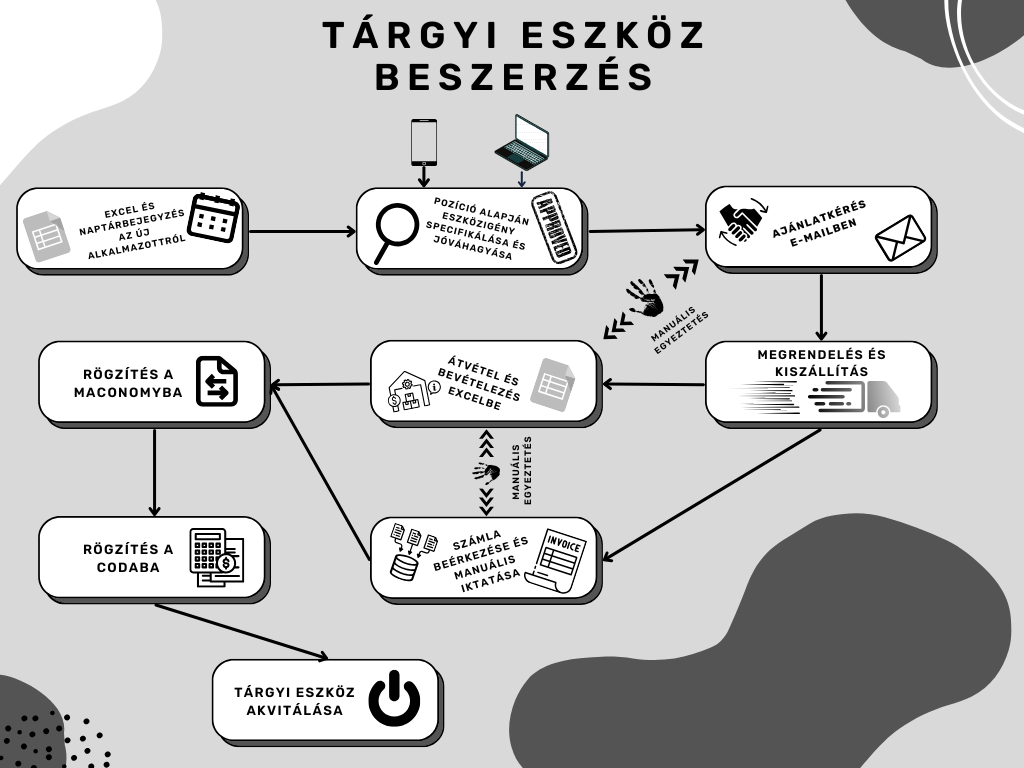 TÁRGYI ESZKÖZ
BESZERZÉS
EXCEL ÉS
NAPTÁRBEJEGYZÉS
AZ ÚJ
ALKALMAZOTTRÓL
POZÍCIÓ ALAPJÁN
ESZKÖZIGÉNY
SPECIFIKÁLÁSA ÉS
JÓVÁHAGYÁSA
APPROVED
AJÁNLATKÉRÉS
E-MAILBEN
MANUÁLIS
EGYEZTETÉS
RÖGZÍTÉS A
MACONOMYBA
ÁTVÉTEL ÉS
BEVÉTELEZÉS
EXCELBE
MEGRENDELÉS ÉS
KISZÁLLÍTÁS
MANUÁLIS
EGYEZTETÉS
RÖGZÍTÉS A
CODABA
SZÁMLA
BEÉRKEZÉSE ÉS
MANUÁLIS
IKTATÁSA
INVOICE
TÁRGYI ESZKÖZ
AKVITÁLÁSA